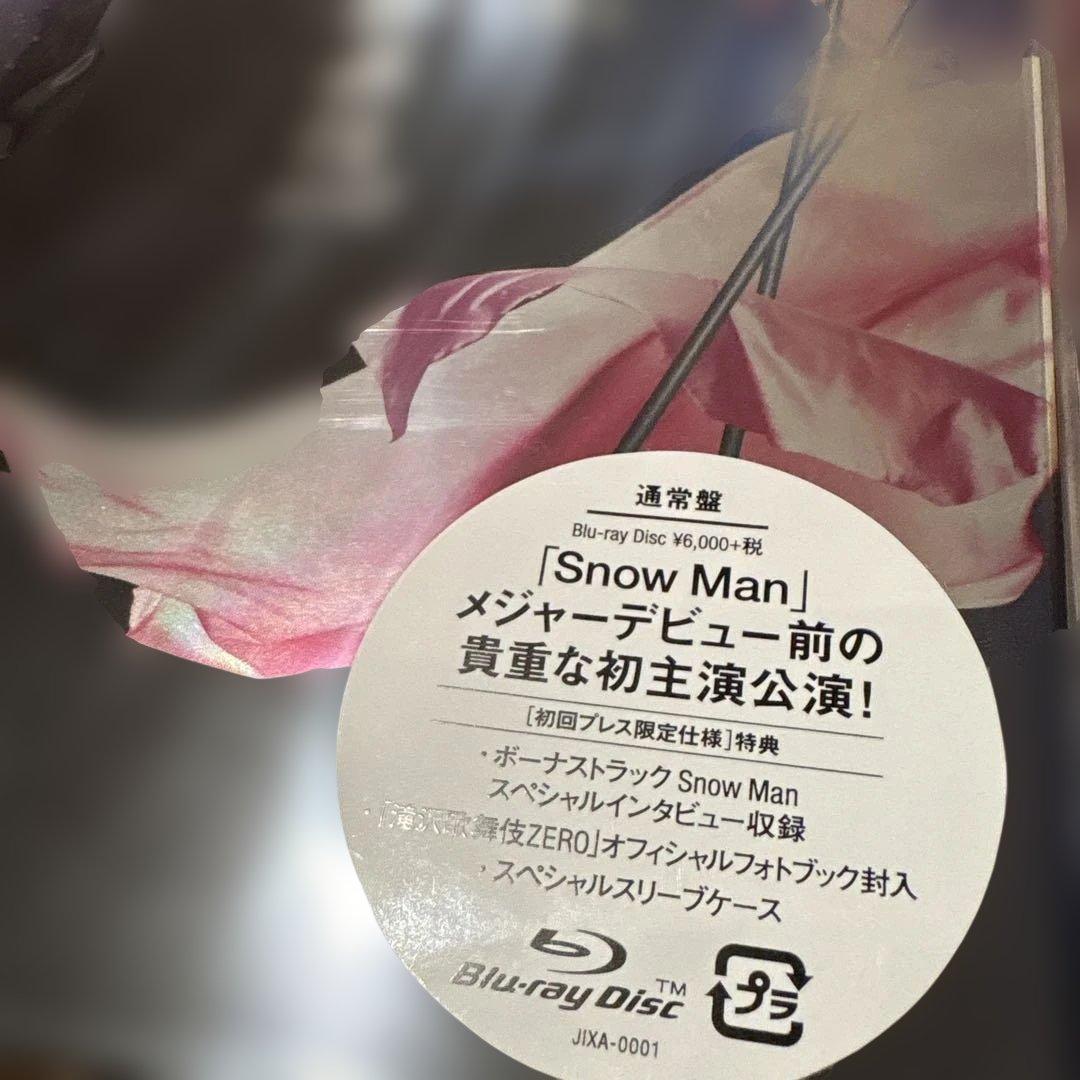 通常盤
Blu-ray Disc ¥6,000+税
「Snow Man」
メジャーデビュー前の
貴重な初主演公演!
[初回プレス限定仕様]特典
・ボーナストラック Snow Man
スペシャルインタビュー収録
・「滝沢歌舞伎ZERO」オフィシャルフォトブック封入
・スペシャルスリーブケース
Blu-ray Disc™
プラ
JIXA-0001